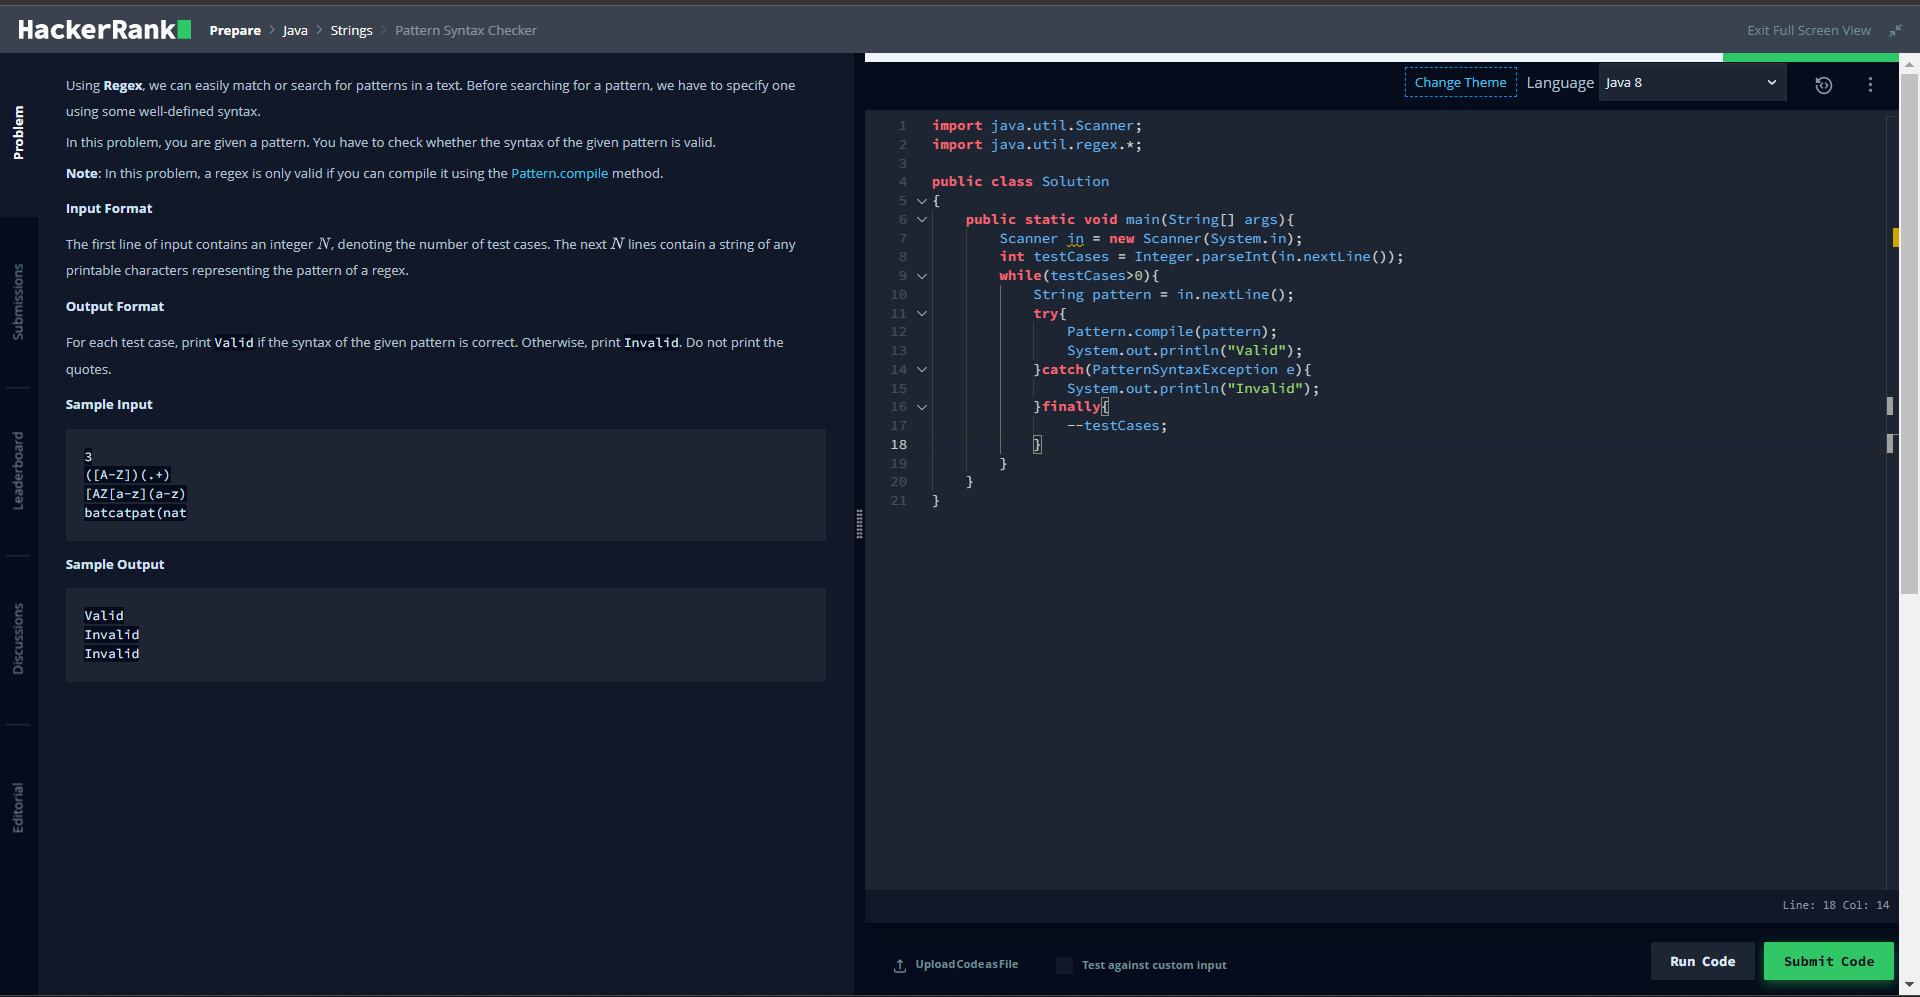 HackerRank
Prepare > Java > Strings > Pattern Syntax Checker
Exit Full Screen View
Problem
Submissions
Leaderboard
Discussions
Editorial
Using Regex, we can easily match or search for patterns in a text. Before searching for a pattern, we have to specify one
using some well-defined syntax.
In this problem, you are given a pattern. You have to check whether the syntax of the given pattern is valid.
Note: In this problem, a regex is only valid if you can compile it using the Pattern.compile method.
Input Format
The first line of input contains an integer N, denoting the number of test cases. The next N lines contain a string of any
printable characters representing the pattern of a regex.
Output Format
For each test case, print Valid if the syntax of the given pattern is correct. Otherwise, print Invalid. Do not print the
quotes.
Sample Input
3
([A-Z])(.+)
[AZ[a-z](a-z)
batcatpat(nat
Sample Output
Valid
Invalid
Invalid
Change Theme Language Java 8
1 import java.util.Scanner;
2 import java.util.regex.*;
3
4 public class Solution
5 {
6 public static void main(String[] args){
7 Scanner in = new Scanner(System.in);
8 int testCases = Integer.parseInt(in.nextLine());
9 while(testCases>0){
10 String pattern = in.nextLine();
11 try{
12 Pattern.compile(pattern);
13 System.out.println("Valid");
14 }catch(PatternSyntaxException e){
15 System.out.println("Invalid");
16 }finally{
17 --testCases;
18 }
19 }
20 }
21 }
Line: 18 Col: 14
Upload Code as File
Test against custom input
Run Code
Submit Code